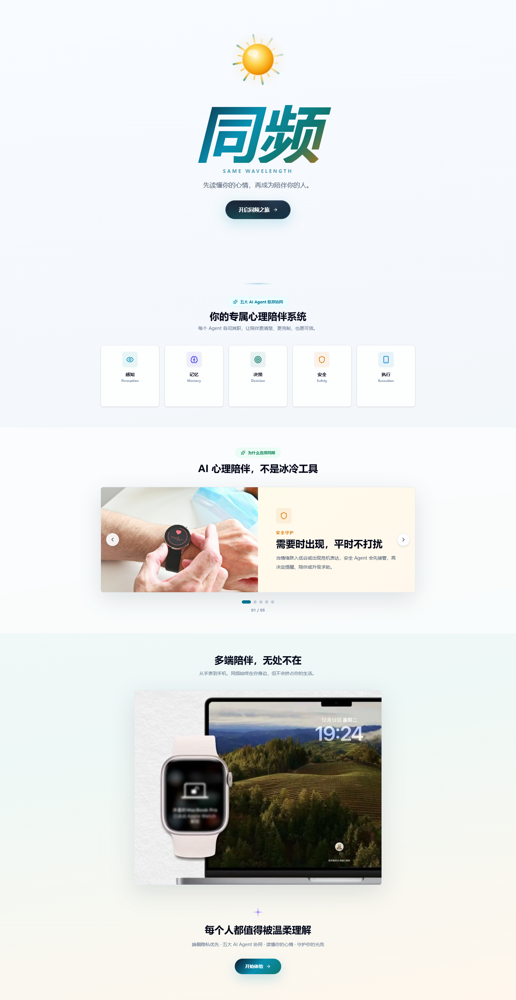 同频
SAME WAVELENGTH
先读懂你的心情，再成为陪伴你的人。
开启同频之旅
五大 AI Agent 联邦协同
你的专属心理陪伴系统
每个 Agent 各司其职，让陪伴更清楚、更克制，也更可信。
感知
Perception
记忆
Memory
决策
Decision
安全
Safety
执行
Execution
为什么选择同频
AI 心理陪伴，不是冰冷工具
安全守护
需要时出现，平时不打扰
当情绪跌入低谷或出现危机表达，安全 Agent 会先接管，再
决定提醒、陪伴或升级求助。
01 / 05
多端陪伴，无处不在
从手表到手机，同频始终在你身边，但不会挤占你的生活。
12月12日 星期二
19:24
MacBook Pro
Apple Watch
使用触控 ID 或输入密码
每个人都值得被温柔理解
端侧隐私优先 · 五大 AI Agent 协同 · 读懂你的心情 · 守护你的光亮
开始体验